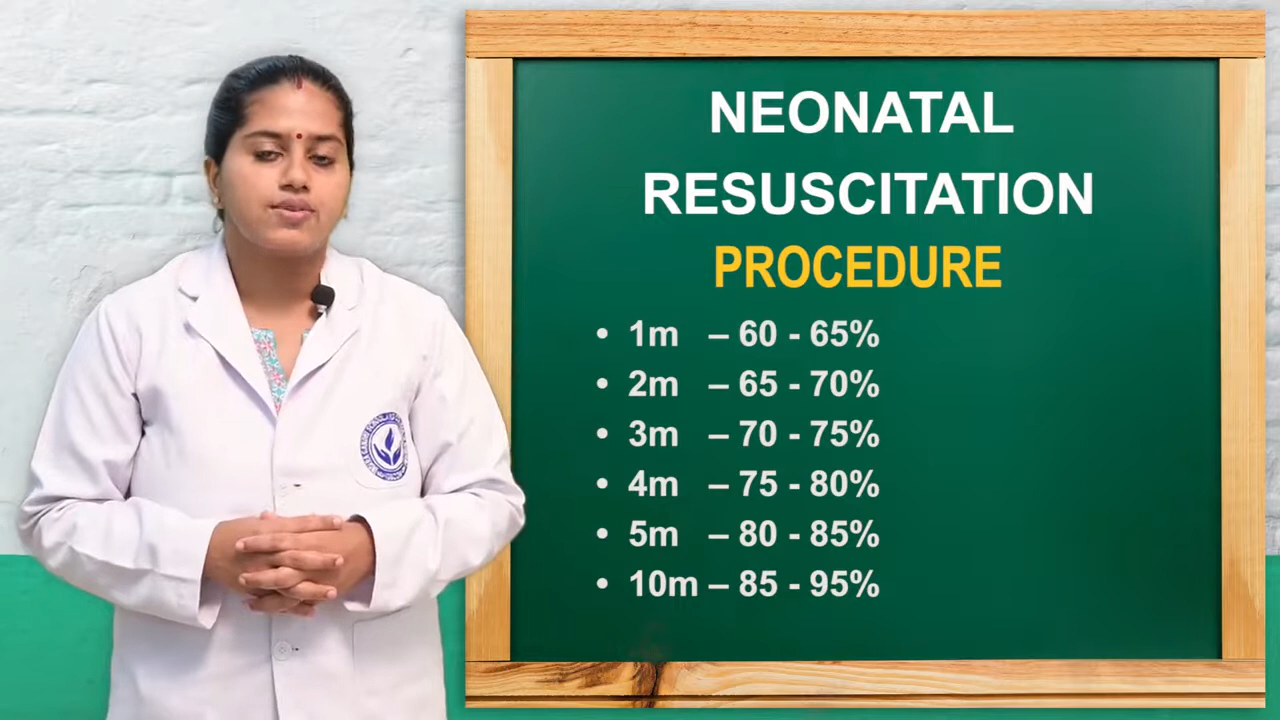 NEONATAL
RESUSCITATION
PROCEDURE
• 1m – 60 - 65%
• 2m – 65 - 70%
• 3m – 70 - 75%
• 4m – 75 - 80%
• 5m – 80 - 85%
• 10m – 85 - 95%